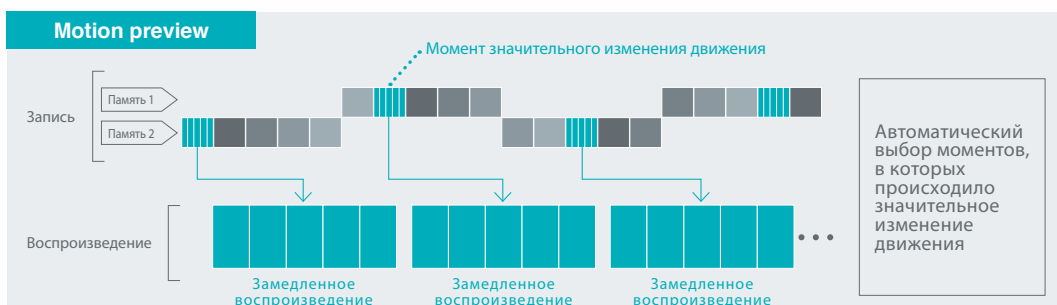 Motion preview
Момент значительного изменения движения
Запись
Память 1
Память 2
Автоматический
выбор моментов,
в которых
происходило
значительное
изменение
движения
Воспроизведение
Замедленное
воспроизведение
Замедленное
воспроизведение
Замедленное
воспроизведение